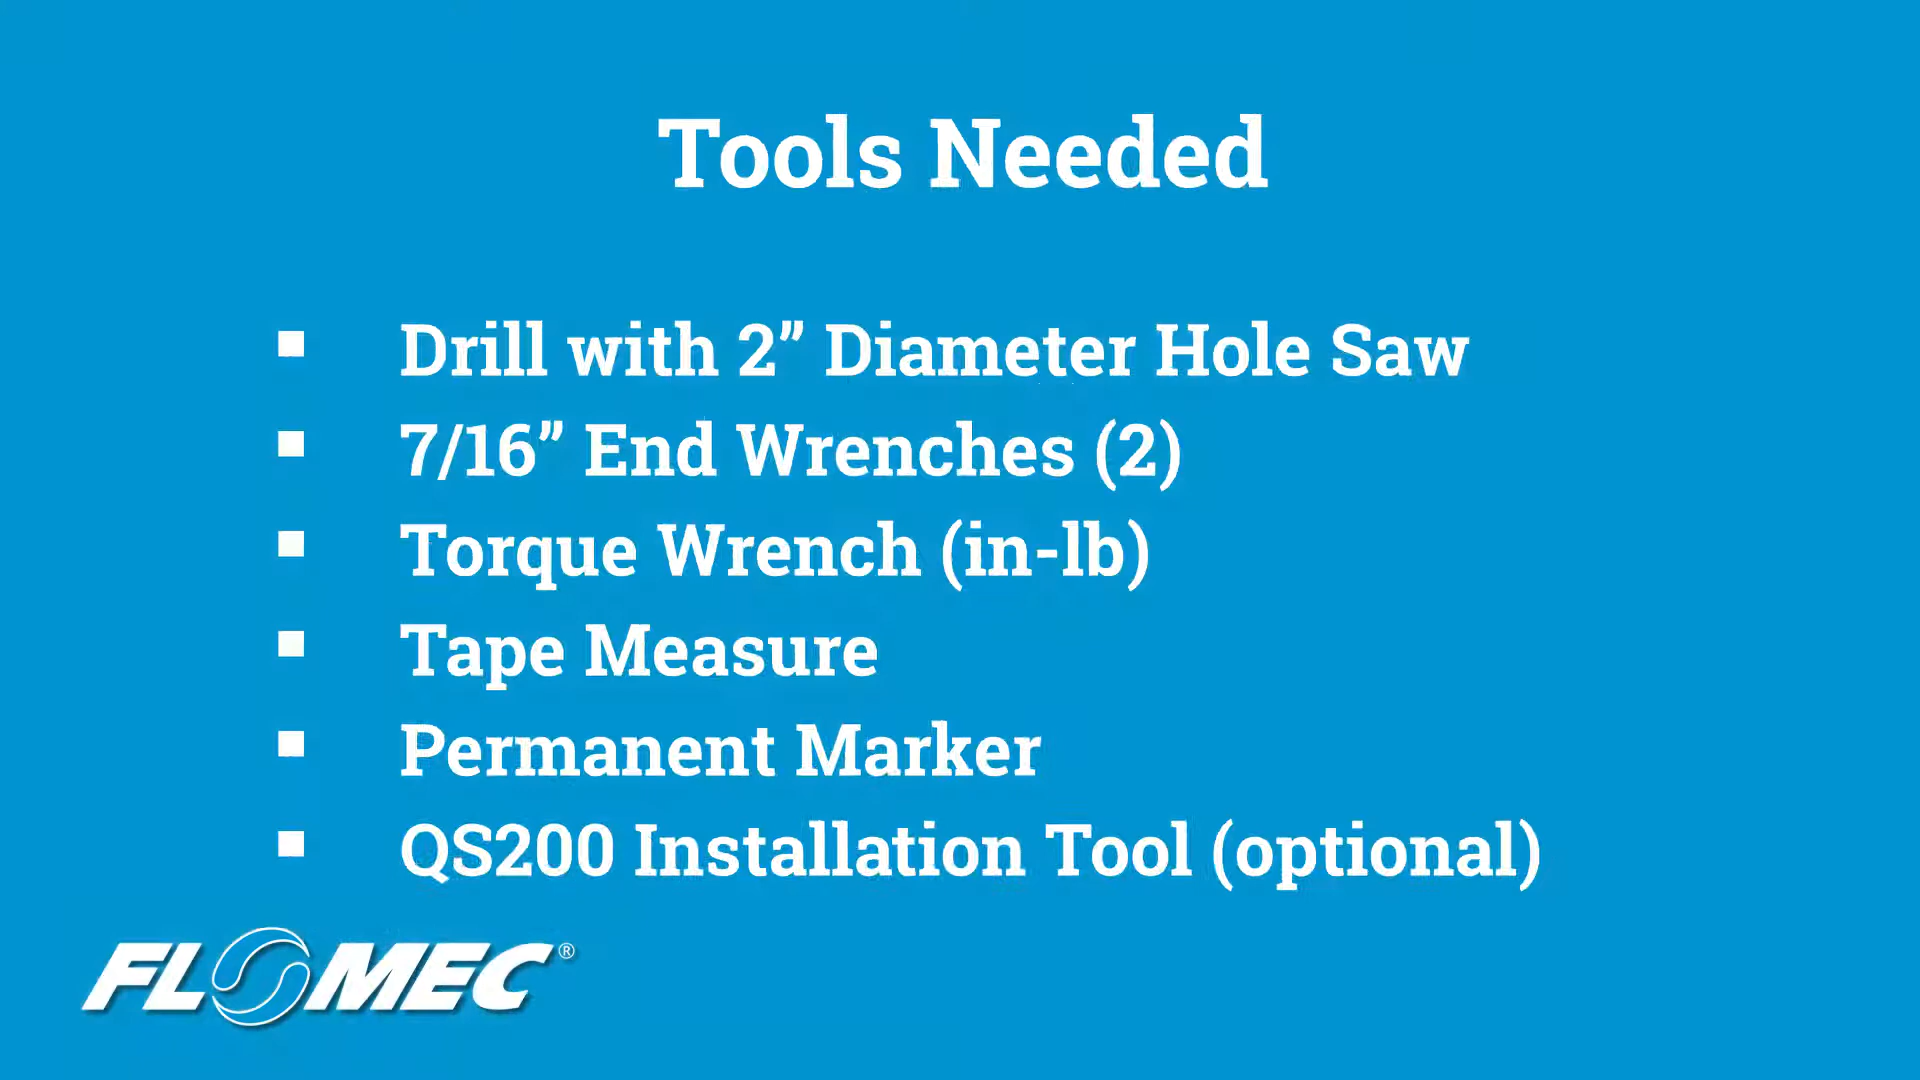 Tools Needed
▪ Drill with 2” Diameter Hole Saw
▪ 7/16” End Wrenches (2)
▪ Torque Wrench (in-lb)
▪ Tape Measure
▪ Permanent Marker
▪ QS200 Installation Tool (optional)
FLOMEC®